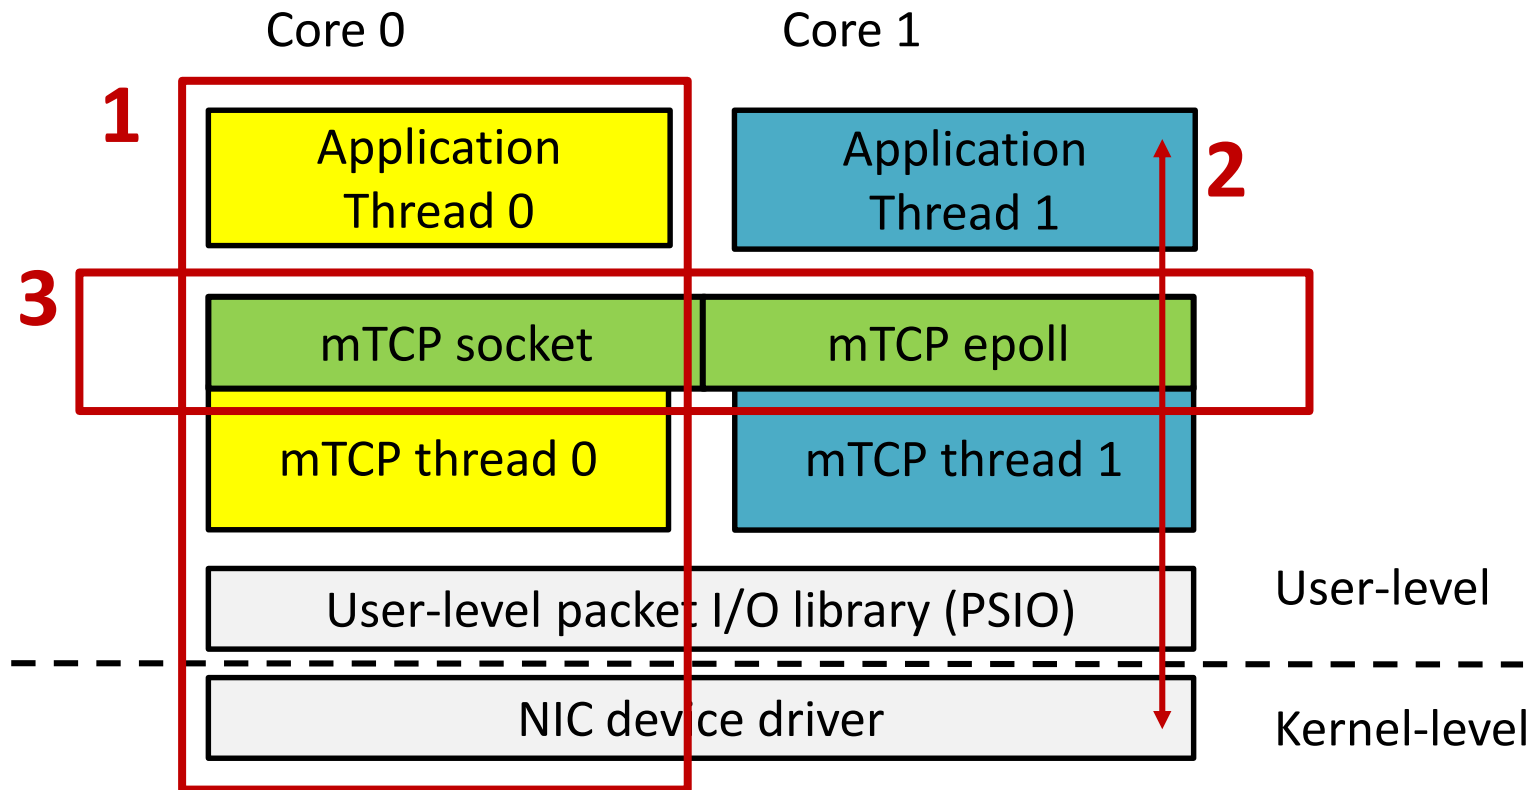 Core 0
Core 1
1
Application
Thread 0
Application
Thread 1
2
3
mTCP socket
mTCP epoll
mTCP thread 0
mTCP thread 1
User-level packet I/O library (PSIO)
User-level
NIC device driver
Kernel-level